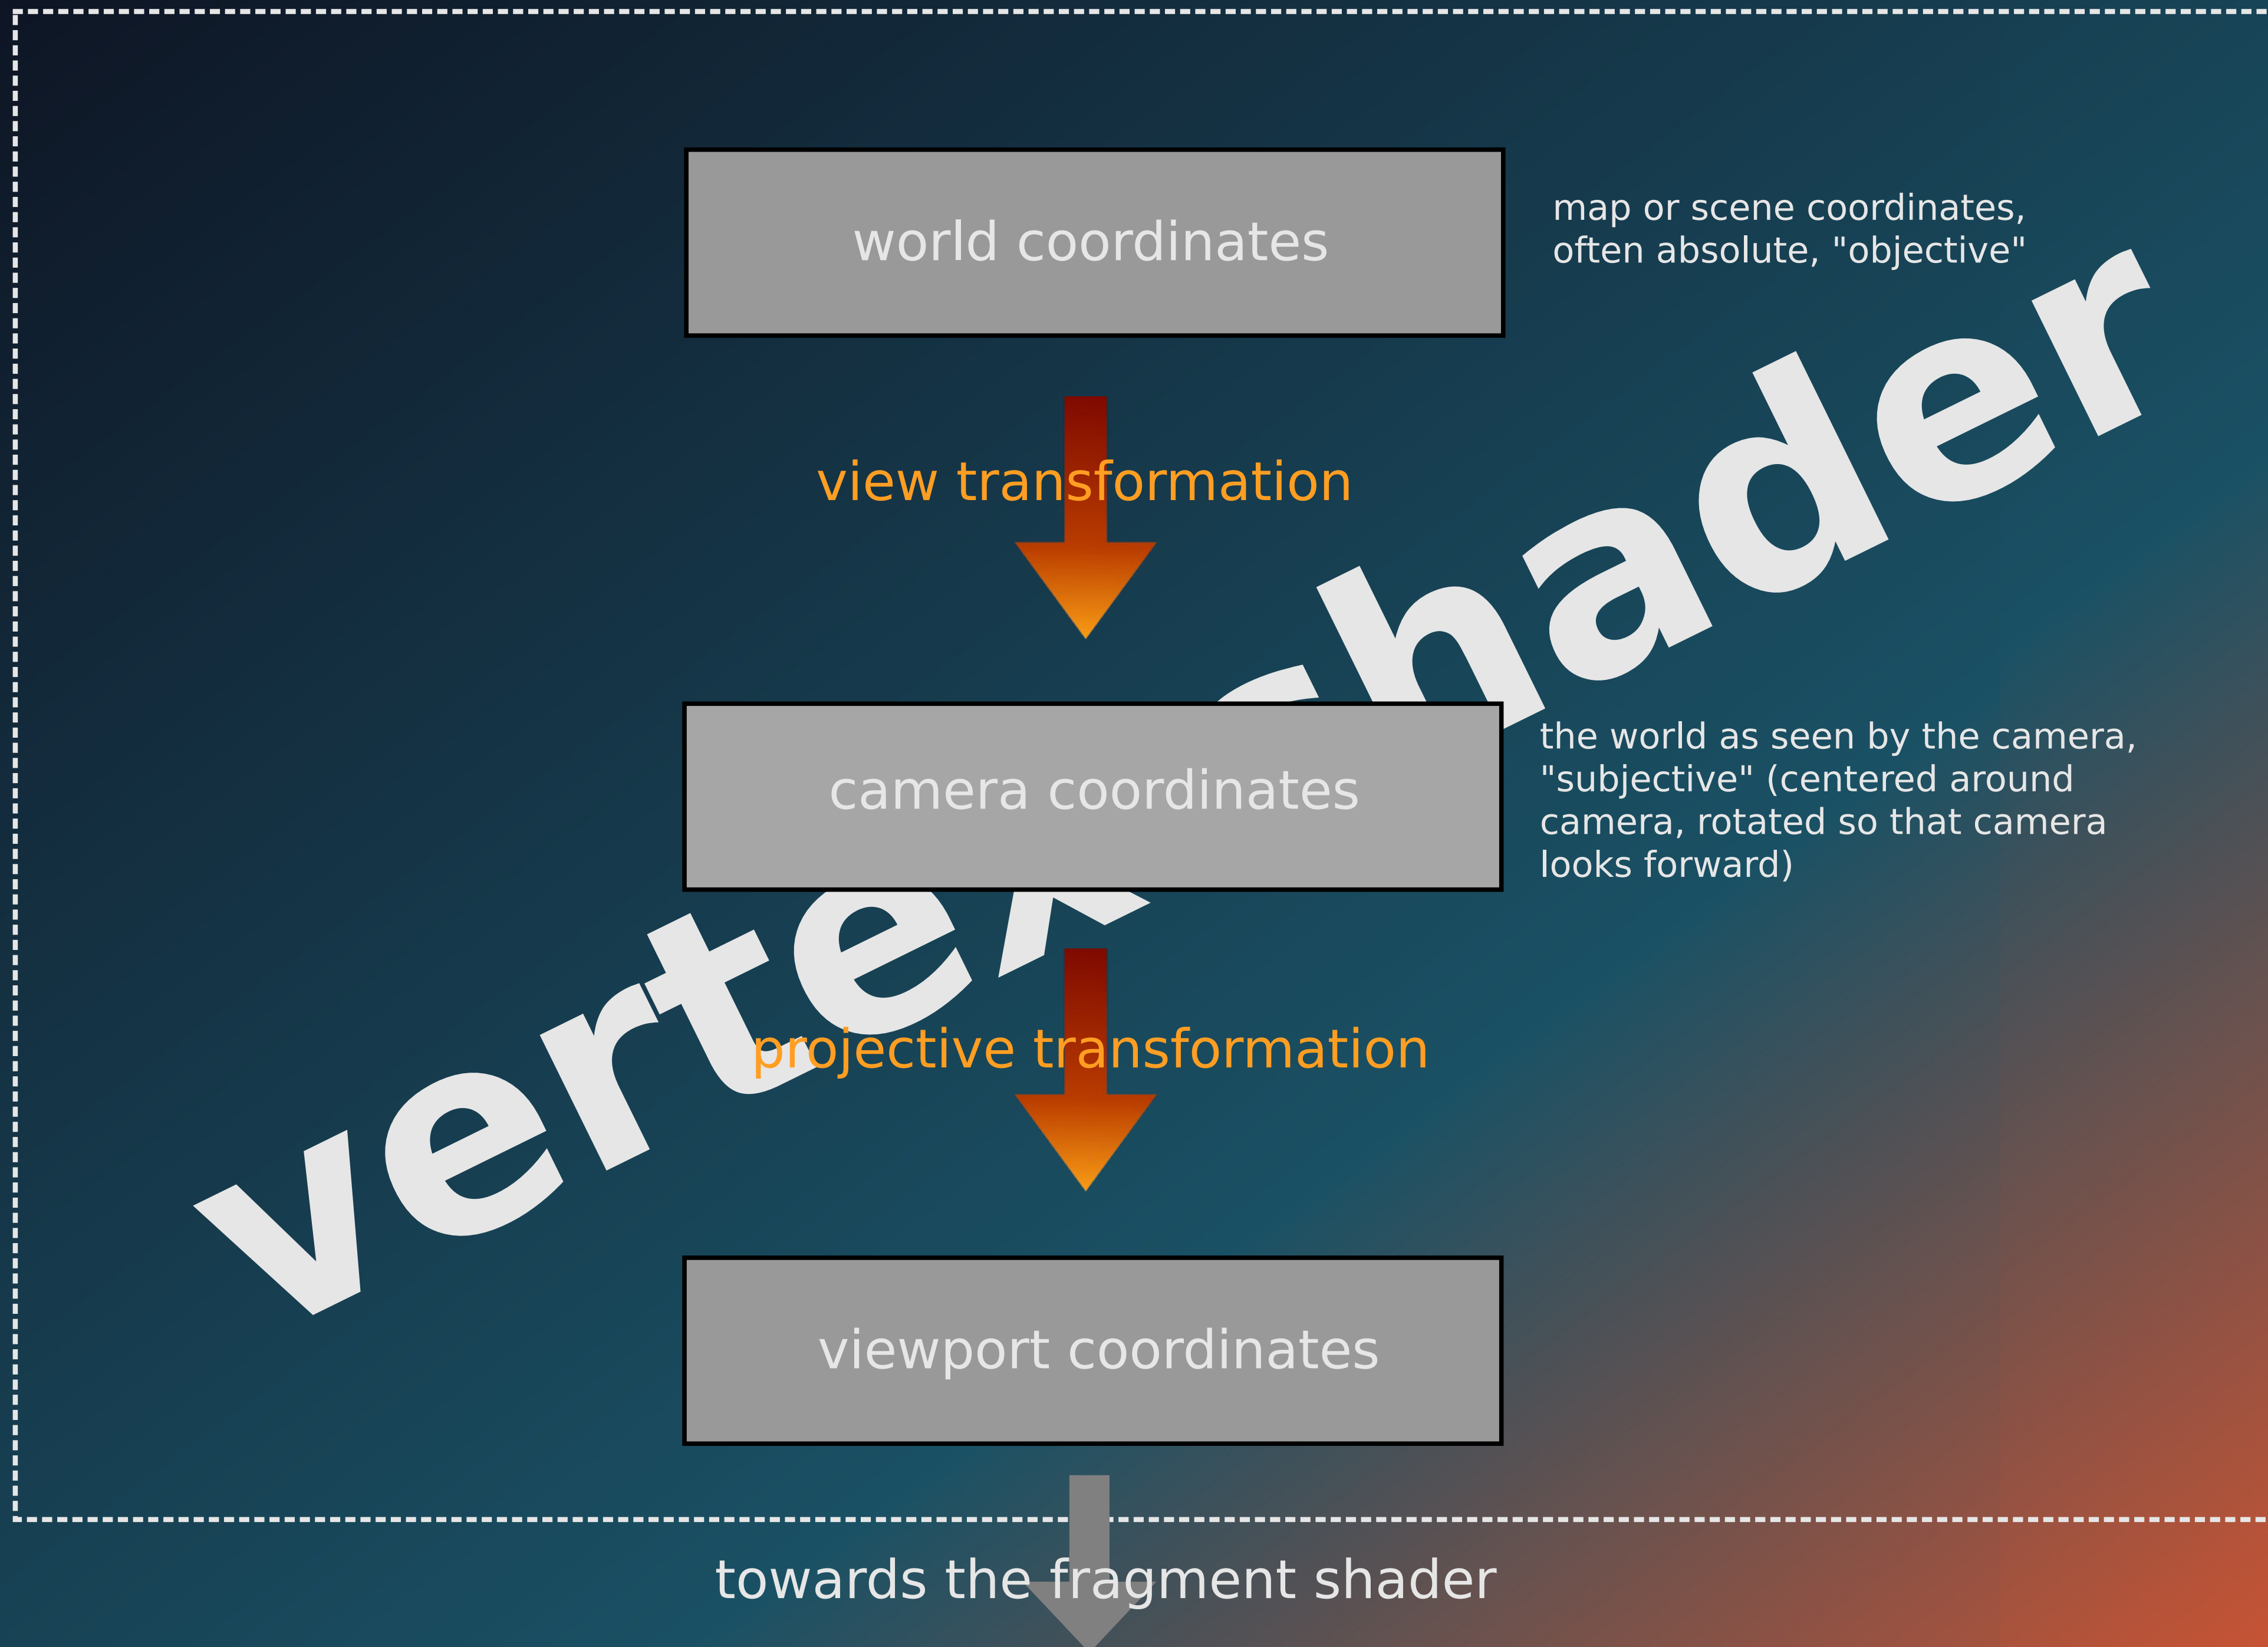 world coordinates
map or scene coordinates,
often absolute, "objective"
view transformation
vertex shader
camera coordinates
the world as seen by the camera,
"subjective" (centered around
camera, rotated so that camera
looks forward)
projective transformation
viewport coordinates
towards the fragment shader